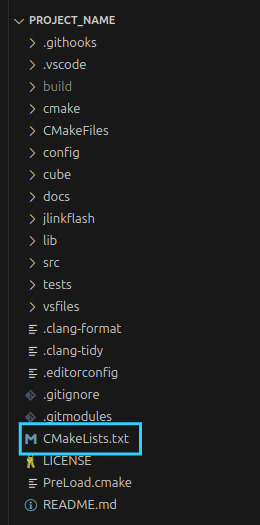 PROJECT_NAME
.githooks
.vscode
build
cmake
CMakeFiles
config
cube
docs
jlinkflash
lib
src
tests
vsfiles
.clang-format
.clang-tidy
.editorconfig
.gitignore
.gitmodules
CMakeLists.txt
LICENSE
PreLoad.cmake
README.md